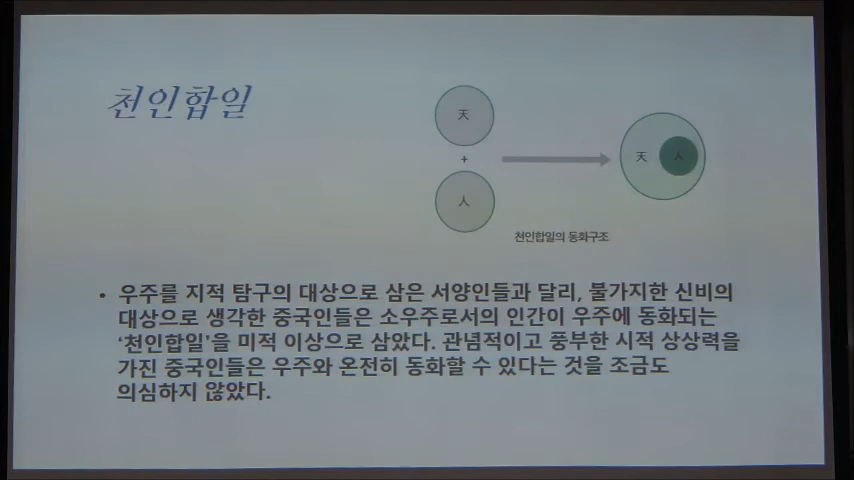 천인합일
天
+
人
天 人
천인합일의 동화구조
• 우주를 지적 탐구의 대상으로 삼은 서양인들과 달리, 불가지한 신비의
대상으로 생각한 중국인들은 소우주로서의 인간이 우주에 동화되는
‘천인합일’을 미적 이상으로 삼았다. 관념적이고 풍부한 시적 상상력을
가진 중국인들은 우주와 온전히 동화할 수 있다는 것을 조금도
의심하지 않았다.